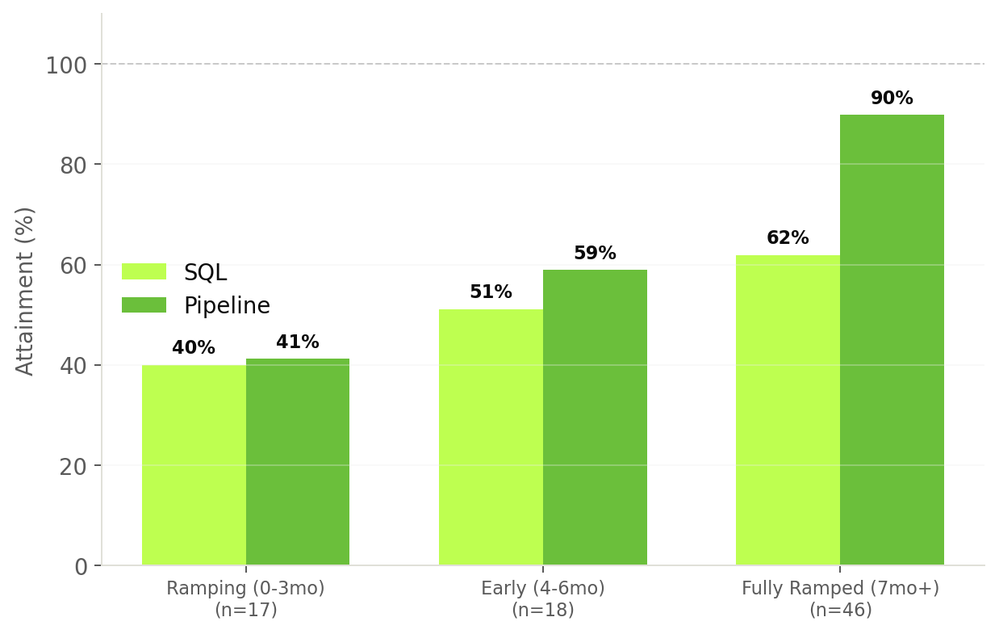 100
80
60
40
20
0
Attainment (%)
SQL
Pipeline
40%
41%
51%
59%
62%
90%
Ramping (0-3mo)
(n=17)
Early (4-6mo)
(n=18)
Fully Ramped (7mo+)
(n=46)